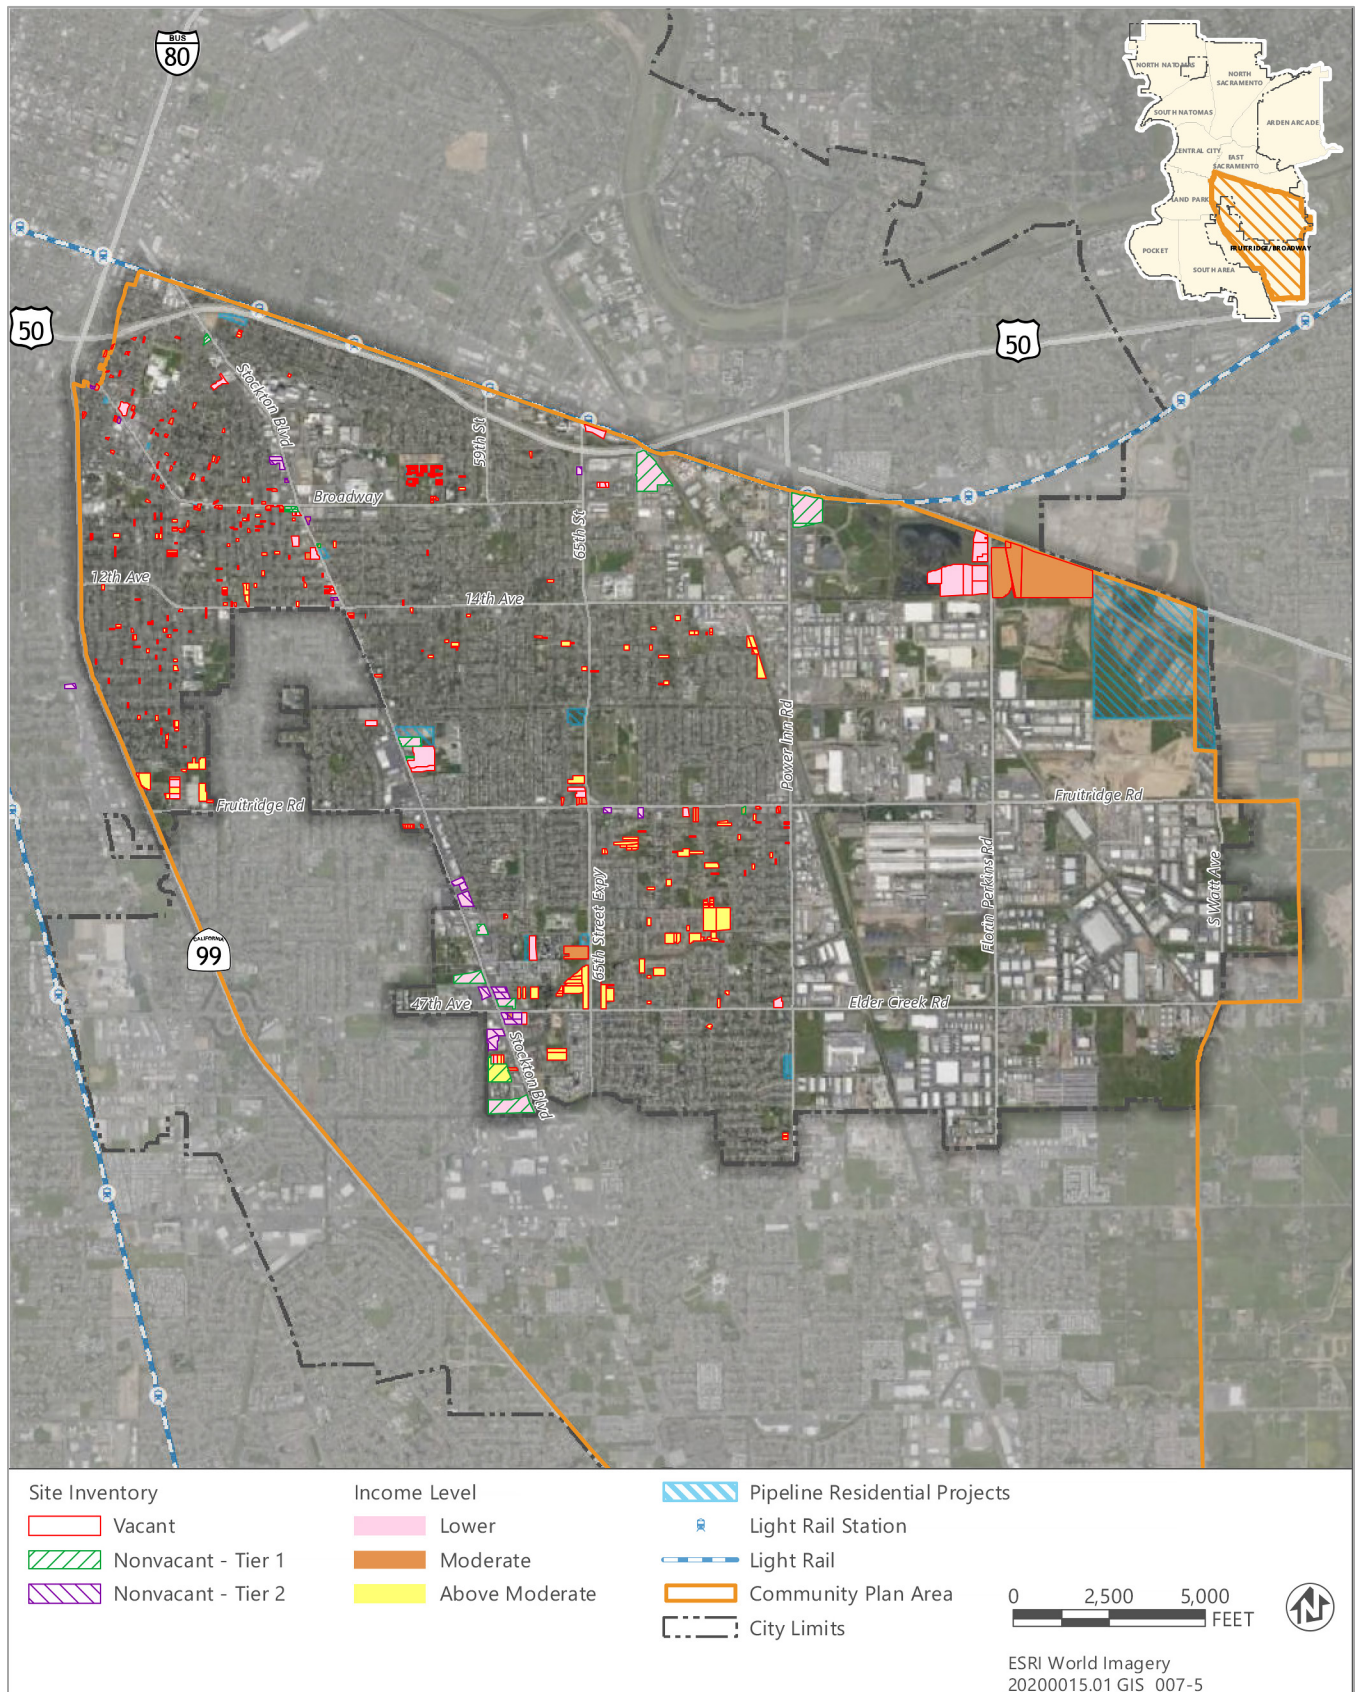 BUS
80
NORTH NATOMAS
NORTH
SACRAMENTO
SOUTH NATOMAS
ARDEN ARCADE
CENTRAL CITY
EAST
SACRAMENTO
LAND PARK
FRUITRIDGE/BROADWAY
POCKET
SOUTH AREA
50
50
Stockton Blvd
59th St
Broadway
65th St
12th Ave
14th Ave
Power Inn Rd
Fruitridge Rd
Fruitridge Rd
Florin Perkins Rd
S Watt Ave
65th Street Expy
CALIFORNIA
99
47th Ave
Elder Creek Rd
Stockton Blvd
Site Inventory
Vacant
Nonvacant - Tier 1
Nonvacant - Tier 2
Income Level
Lower
Moderate
Above Moderate
Pipeline Residential Projects
Light Rail Station
Light Rail
Community Plan Area
City Limits
0 2,500 5,000
FEET
N
ESRI World Imagery
20200015.01 GIS 007-5